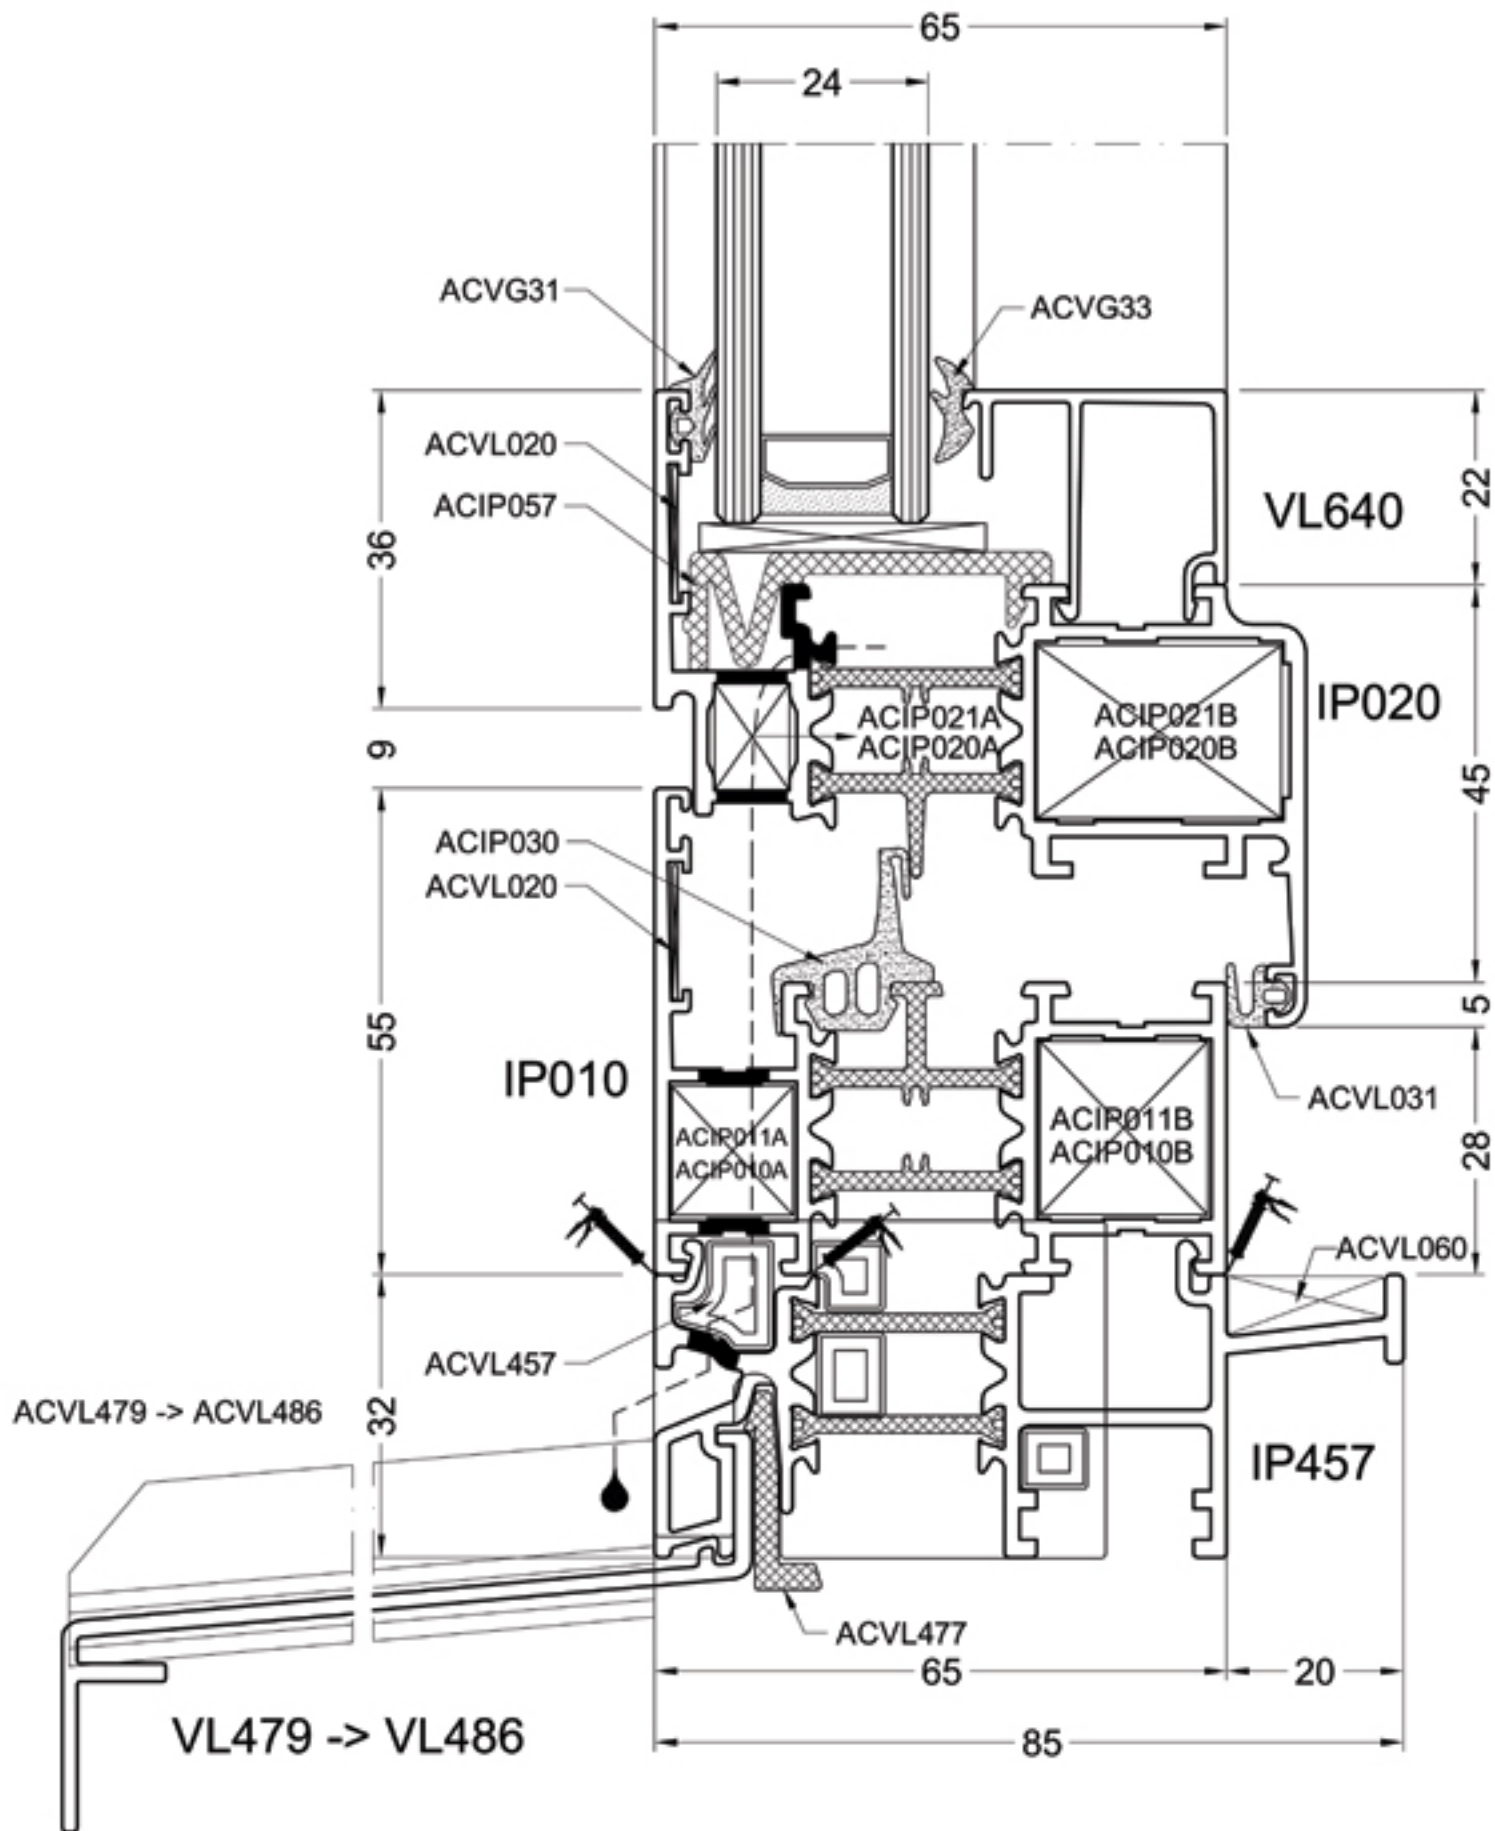 65
24
ACVG31
ACVG33
ACVL020
ACIP057
36
VL640
22
ACIP021A
ACIP020A
ACIP021B
ACIP020B
IP020
9
45
ACIP030
ACVL020
55
5
IP010
ACVL031
ACIP011A
ACIP010A
ACIP011B
ACIP010B
28
ACVL060
ACVL457
ACVL479 -> ACVL486
32
IP457
ACVL477
65
20
VL479 -> VL486
85